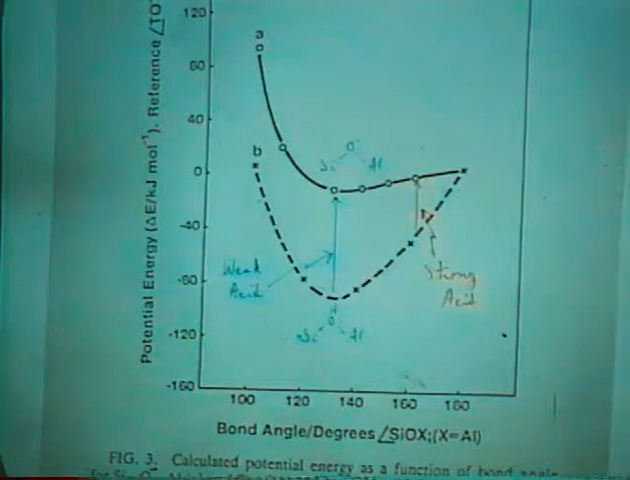 120
80
40
0
-40
-80
-120
-160
Potential Energy (ΔE/kJ mol⁻¹). Reference ∠TO
a
b
O
Si Al
Weak
Acid
Strong
Acid
H
O
Si Al
100 120 140 160 180
Bond Angle/Degrees ∠SiOX;(X=Al)
FIG. 3. Calculated potential energy as a function of bond angle